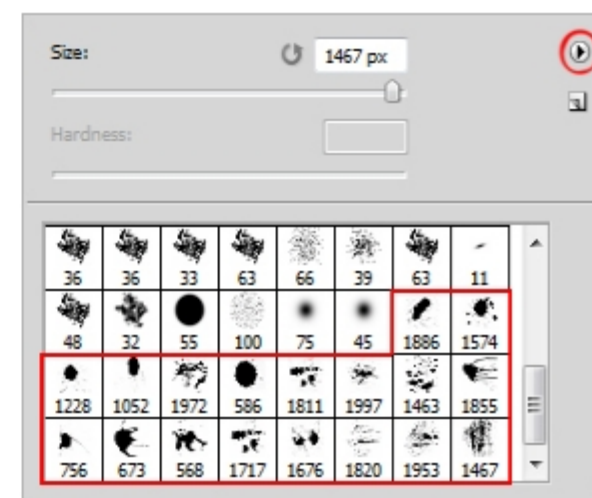 Size:
1467 px
Hardness:
36 36 33 63 66 39 63 11
48 32 55 100 75 45 1886 1574
1228 1052 1972 586 1811 1997 1463 1855
756 673 568 1717 1676 1820 1953 1467